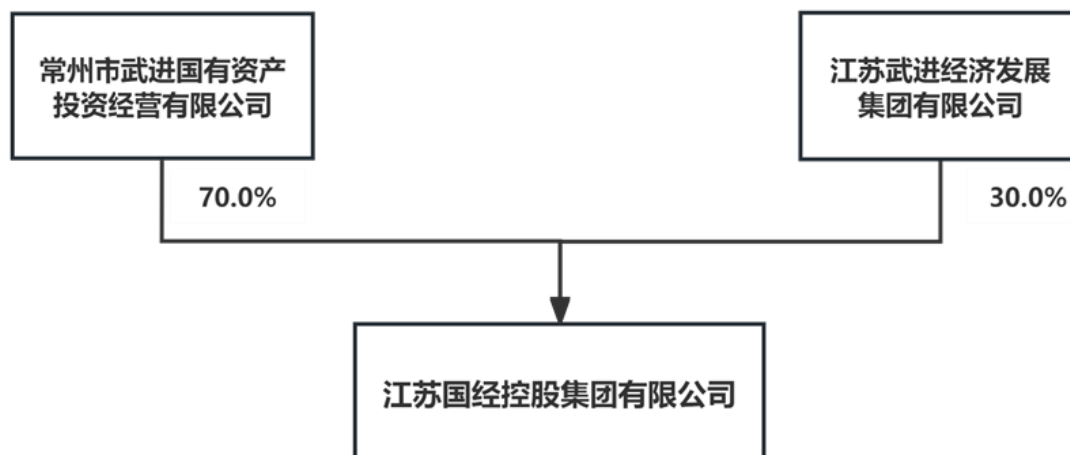 常州市武进国有资产
投资经营有限公司
江苏武进经济发展
集团有限公司
70.0%
30.0%
江苏国经控股集团有限公司